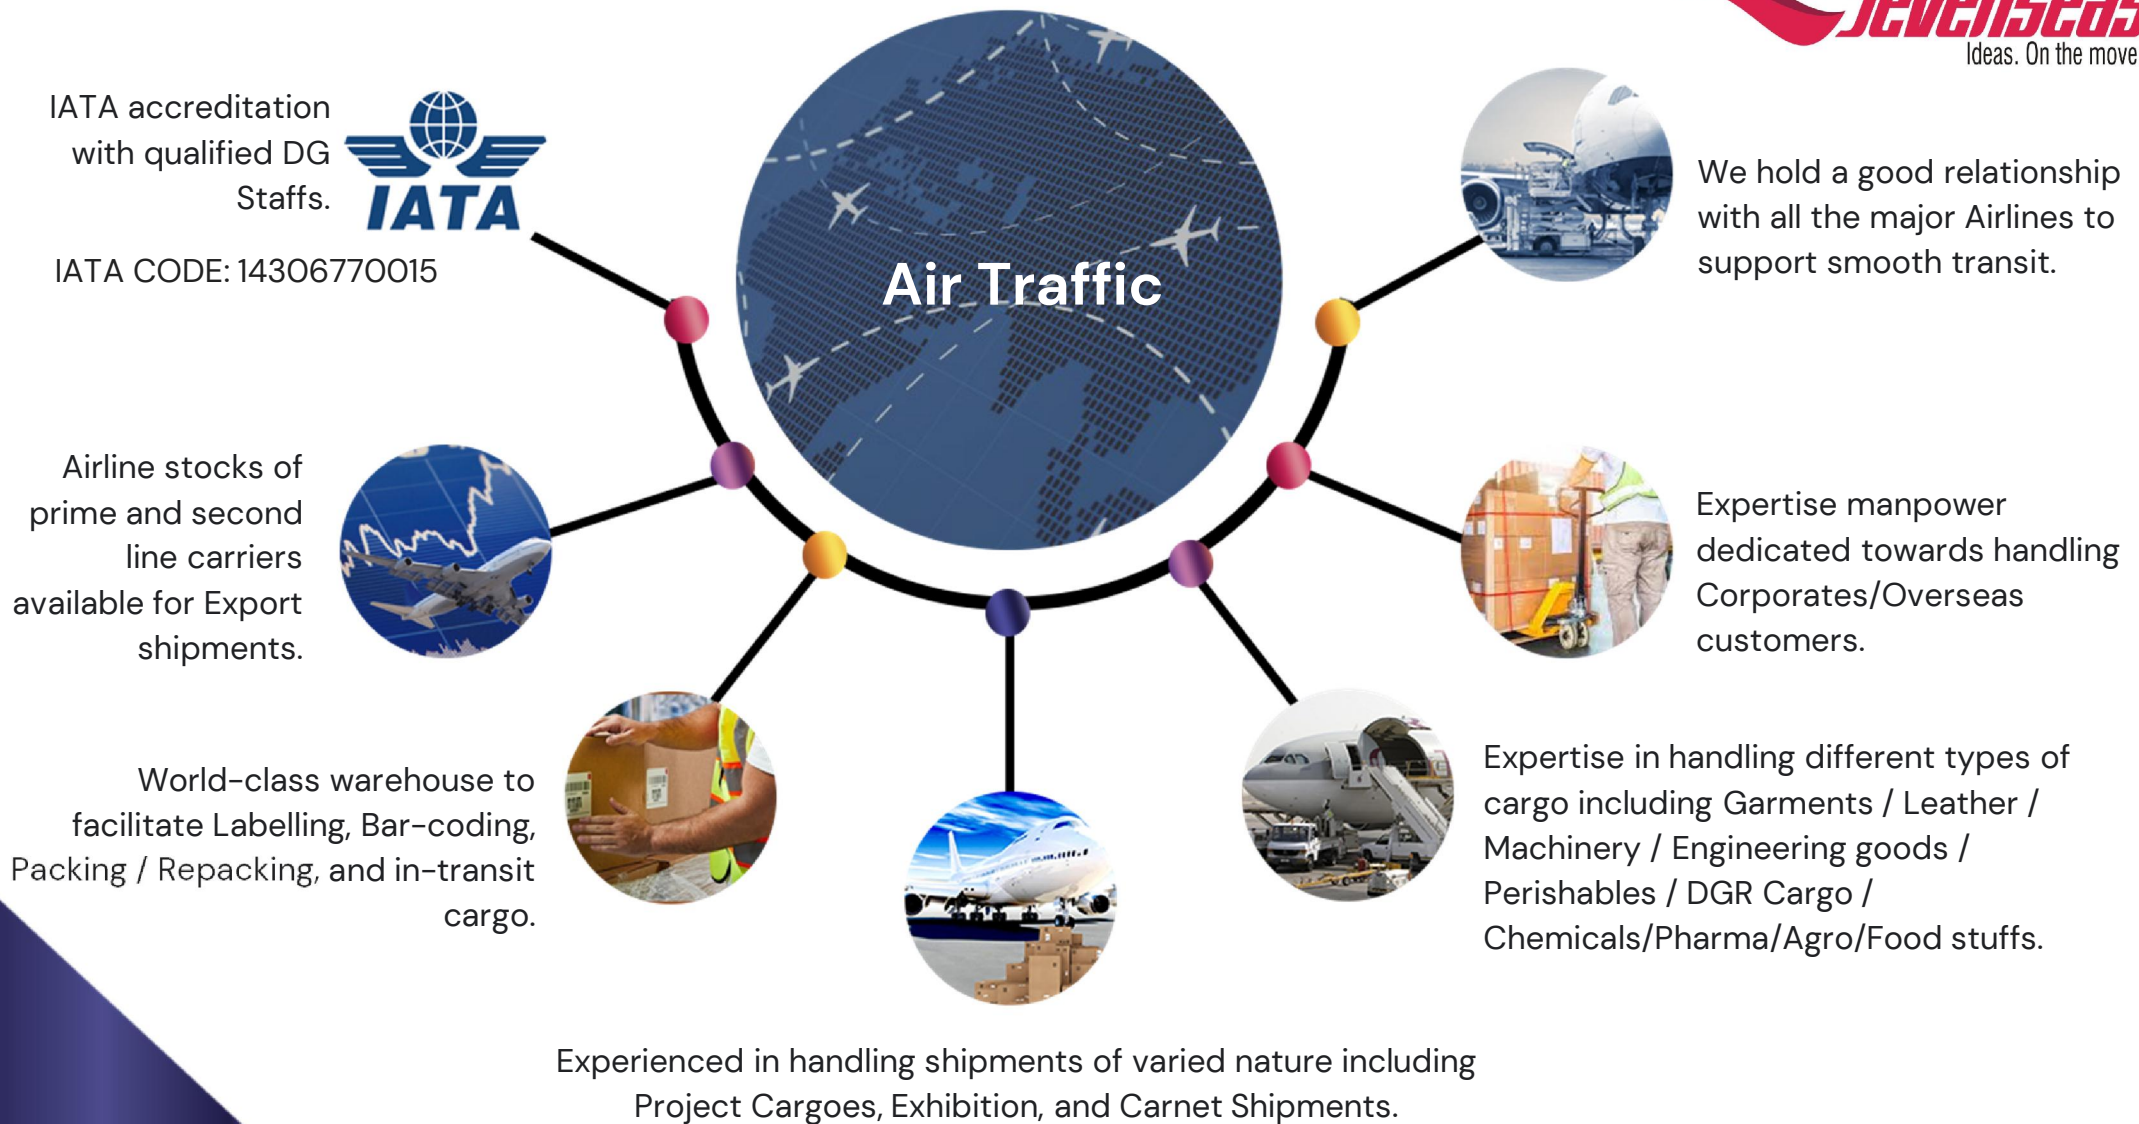 Sevenseas
Ideas. On the move
IATA accreditation
with qualified DG
Staffs.
IATA
IATA CODE: 14306770015
Air Traffic
We hold a good relationship
with all the major Airlines to
support smooth transit.
Airline stocks of
prime and second
line carriers
available for Export
shipments.
Expertise manpower
dedicated towards handling
Corporates/Overseas
customers.
World-class warehouse to
facilitate Labelling, Bar-coding,
Packing / Repacking, and in-transit
cargo.
Expertise in handling different types of
cargo including Garments / Leather /
Machinery / Engineering goods /
Perishables / DGR Cargo /
Chemicals/Pharma/Agro/Food stuffs.
Experienced in handling shipments of varied nature including
Project Cargoes, Exhibition, and Carnet Shipments.